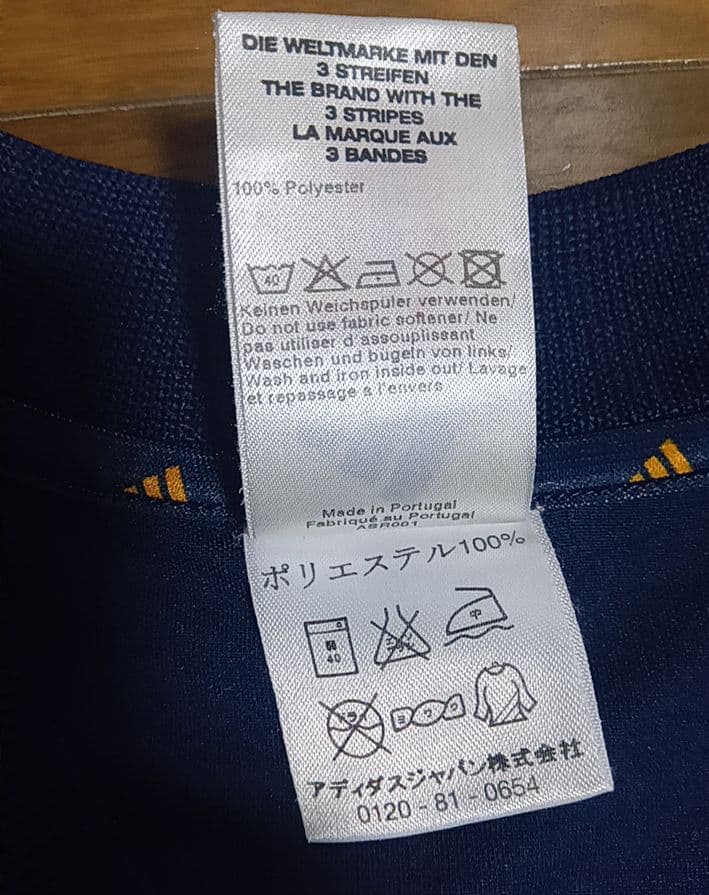 DIE WELTMARKE MIT DEN
3 STREIFEN
THE BRAND WITH THE
3 STRIPES
LA MARQUE AUX
3 BANDES
100% Polyester
40
Keinen Weichspuler verwenden/
Do not use fabric softener/ Ne
pas utiliser d'assouplissant
Waschen und bugeln von links/
Wash and iron inside out/ Lavage
et repassage a l'envers
Made in Portugal
Fabriqué au Portugal
ASR001
ポリエステル100%
40
中
アディダスジャパン株式会社
0120-81-0654